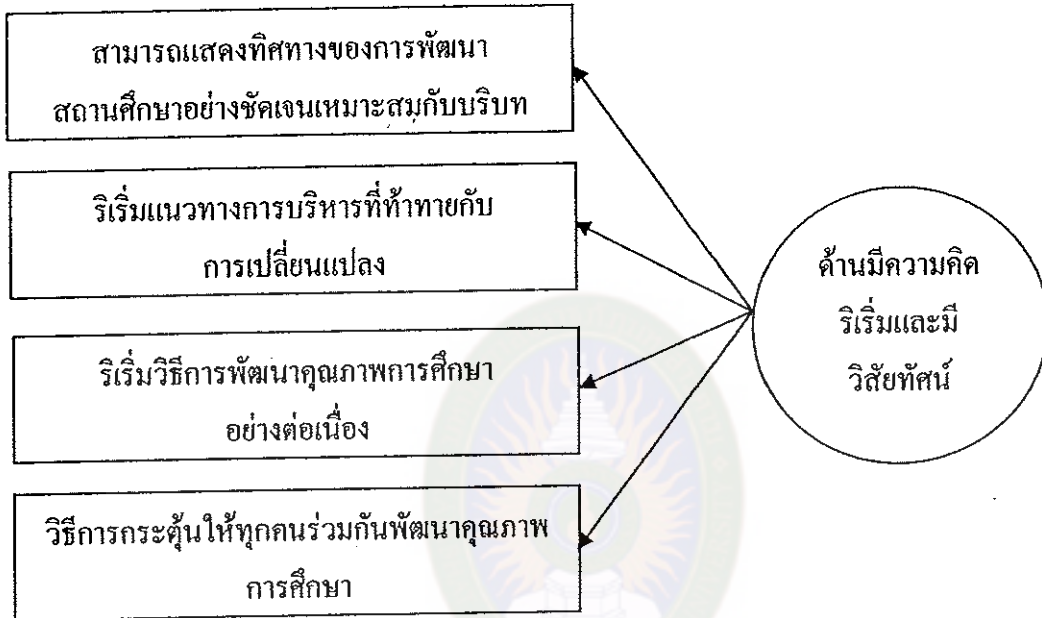 สามารถแสดงทิศทางของการพัฒนา
สถานศึกษาอย่างชัดเจนเหมาะสมกับบริบท
ริเริ่มแนวทางการบริหารที่ท้าทายกับ
การเปลี่ยนแปลง
ริเริ่มวิธีการพัฒนาคุณภาพการศึกษา
อย่างต่อเนื่อง
วิธีการกระตุ้นให้ทุกคนร่วมกันพัฒนาคุณภาพ
การศึกษา
ด้านมีความคิด
ริเริ่มและมี
วิสัยทัศน์